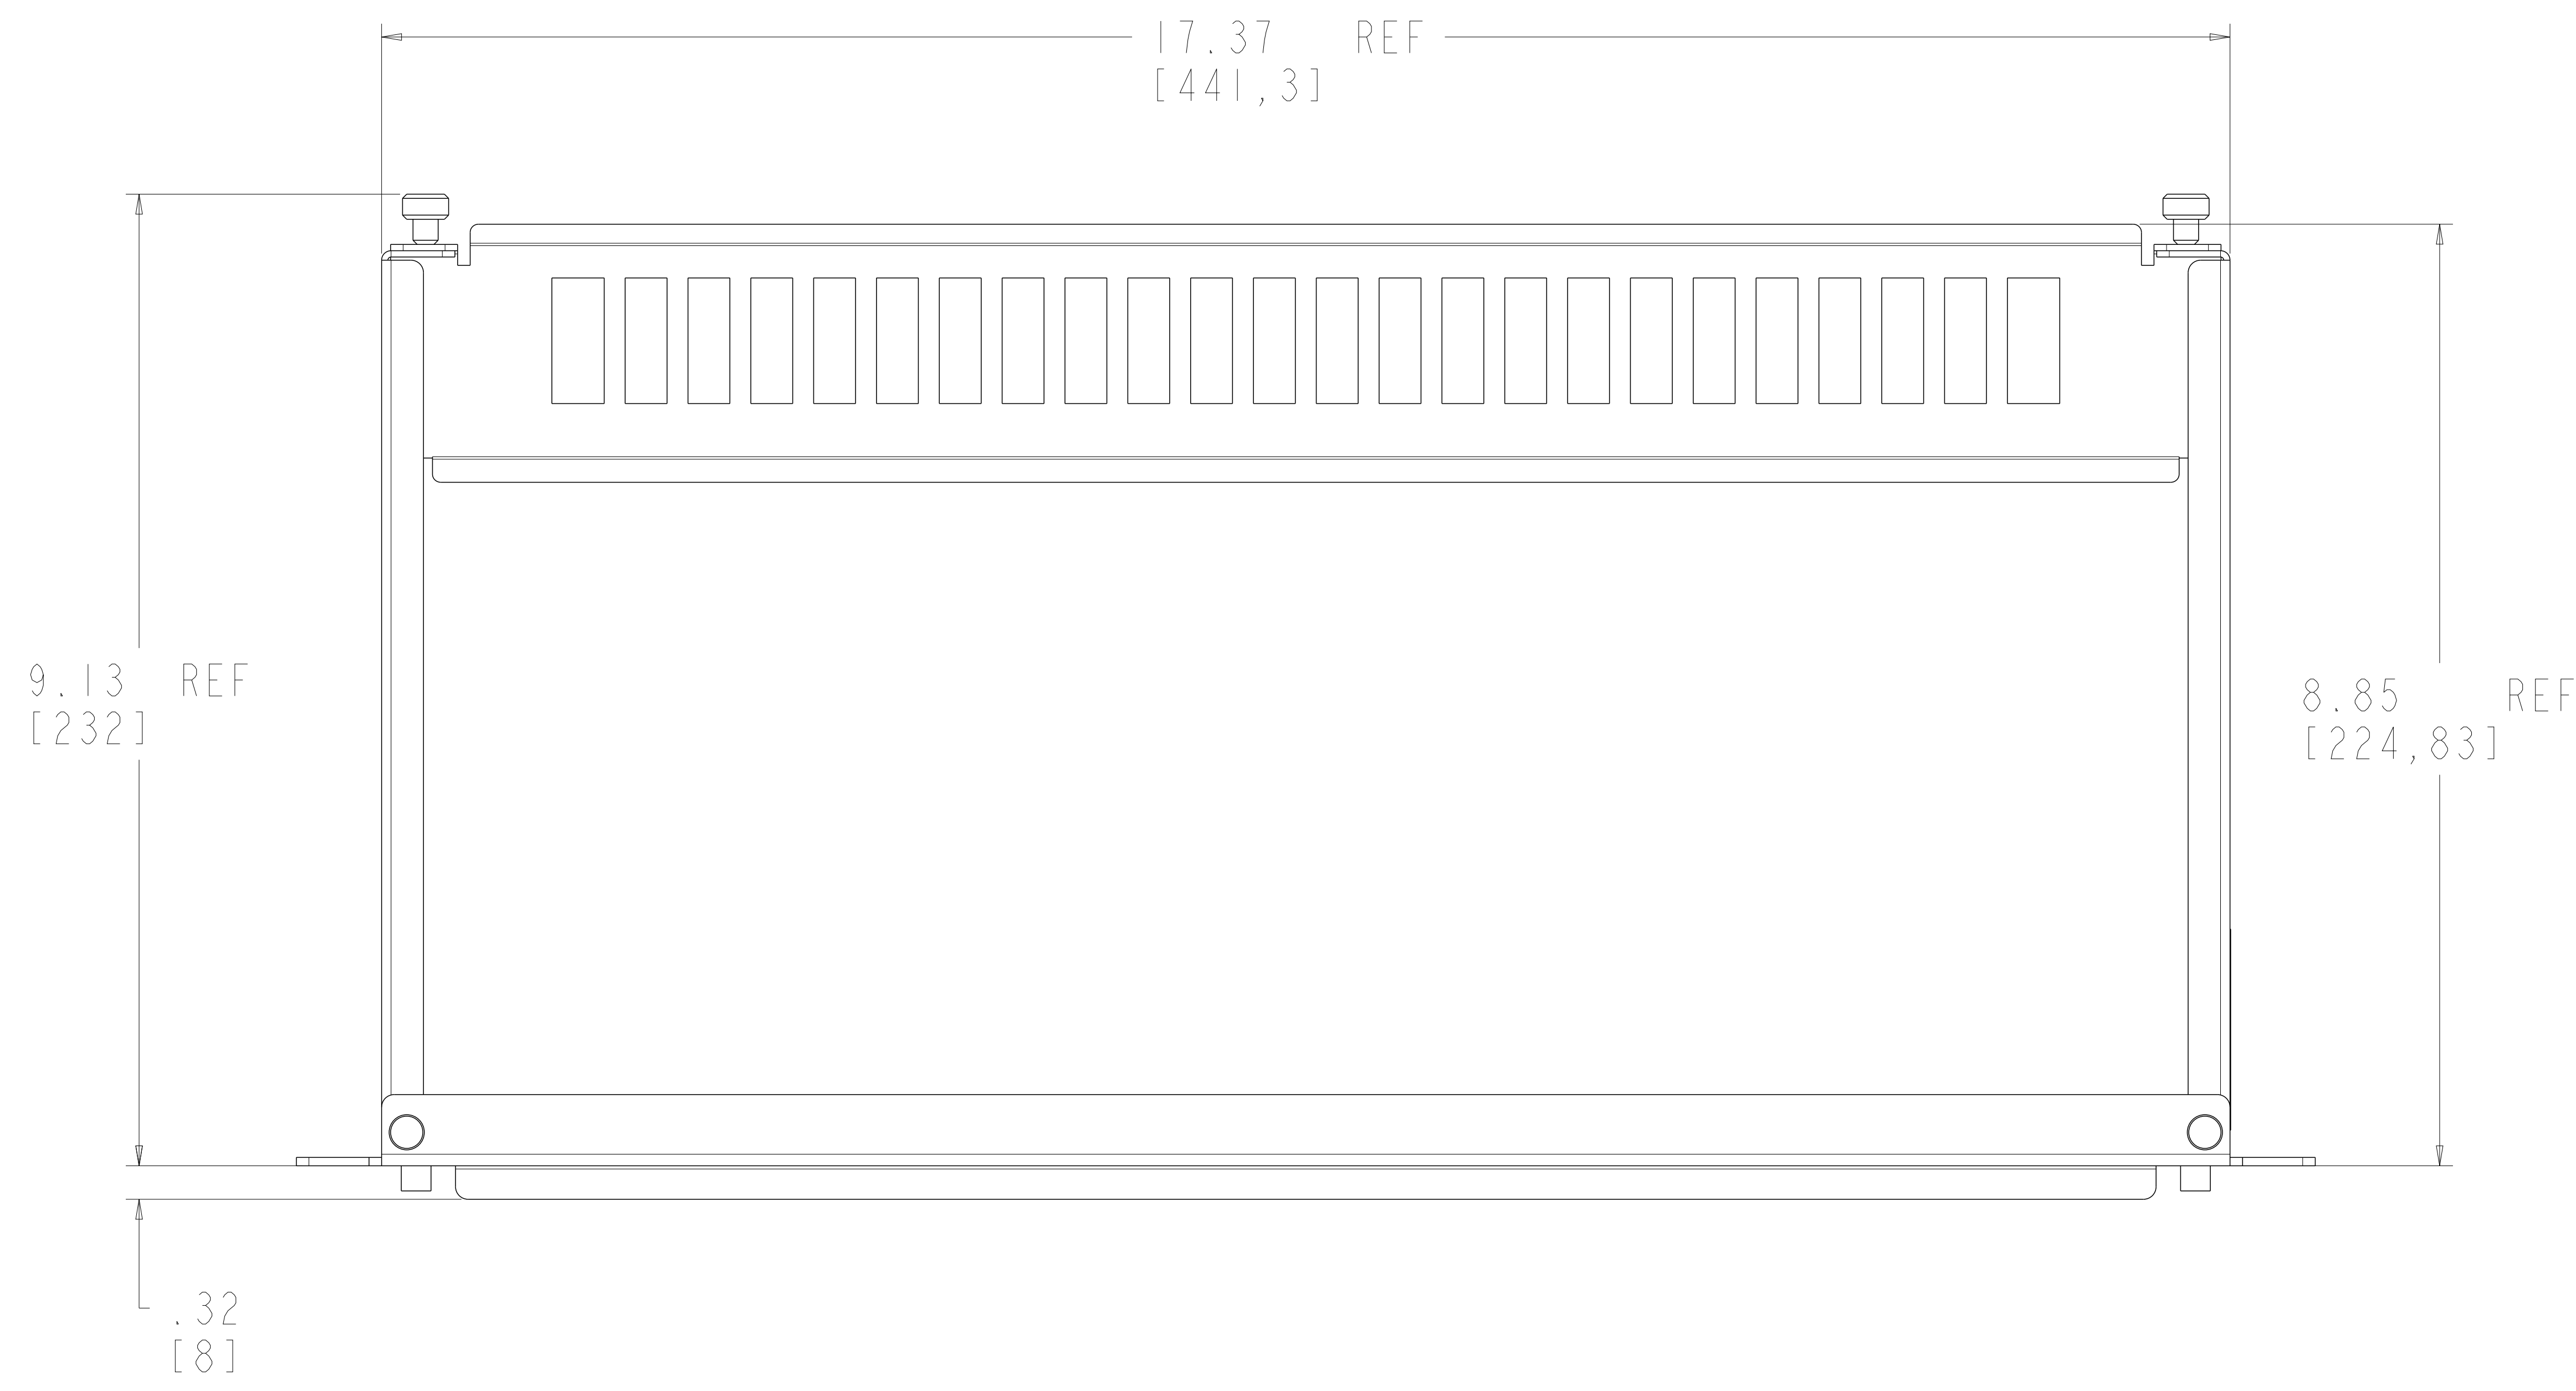 17.37 REF
[441,3]
9.13 REF
[232]
8.85 REF
[224,83]
.32
[8]